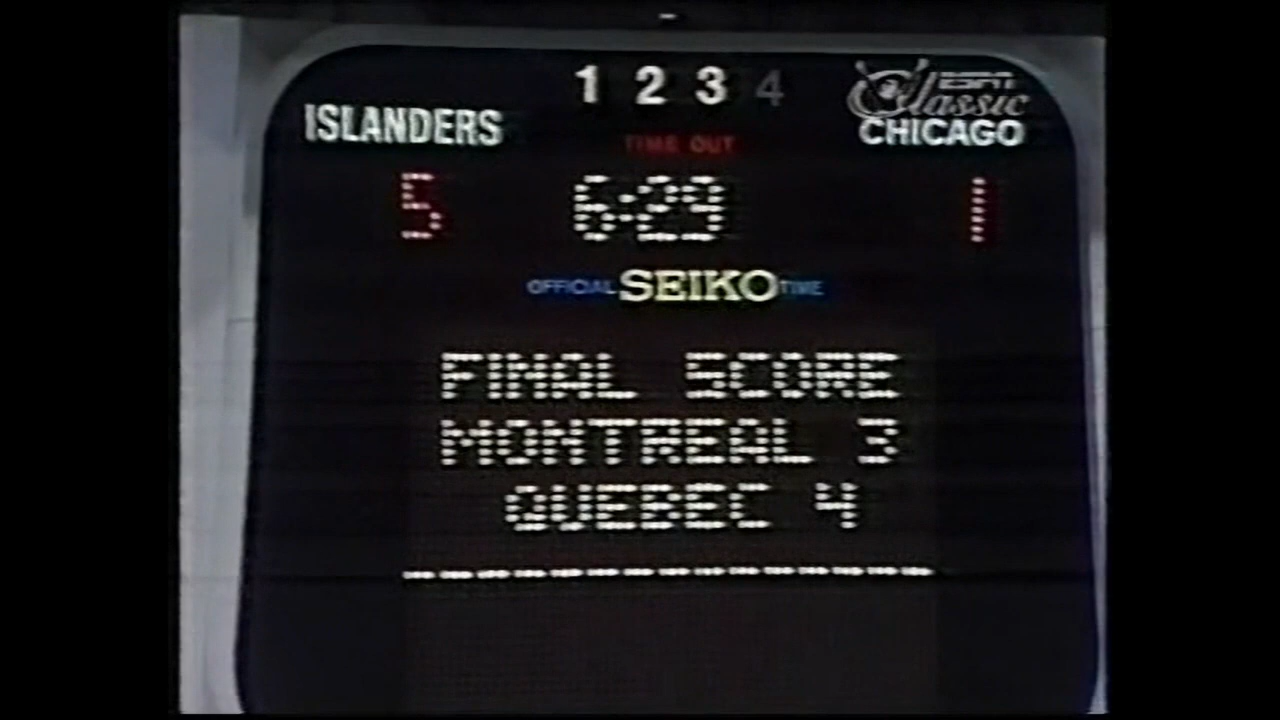 1 2 3 4
ESPN Classic
ISLANDERS CHICAGO
TIME OUT
5 6:29 1
OFFICIAL SEIKO TIME
FINAL SCORE
MONTREAL 3
QUEBEC 4